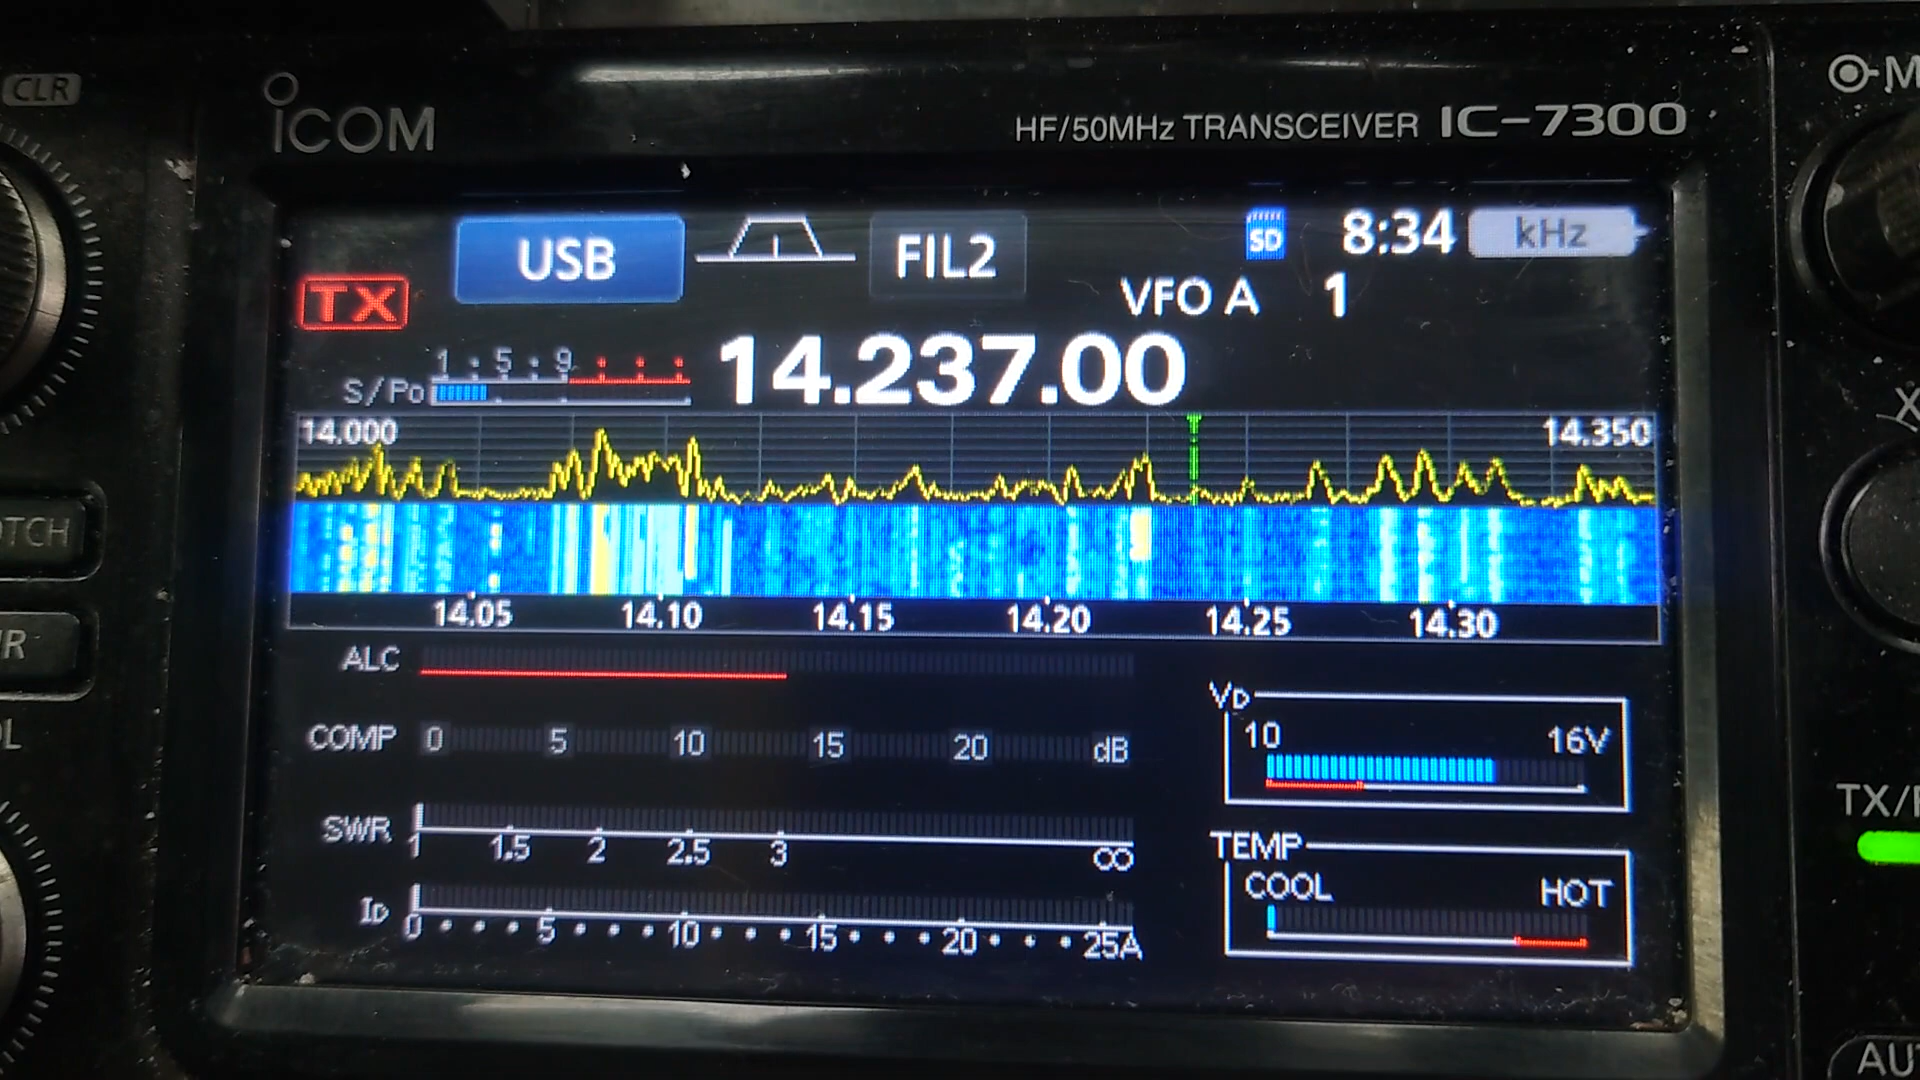 CLR
ICOM
HF/50MHz TRANSCEIVER IC-7300
USB
FIL2
SD
8:34
kHz
TX
VFO A 1
1 5 9
S/Po
14.237.00
14.000
14.350
14.05 14.10 14.15 14.20 14.25 14.30
ALC
COMP 0 5 10 15 20 dB
SWR 1 1.5 2 2.5 3 ∞
ID 0 5 10 15 20 25A
VD
10 16V
TEMP
COOL HOT
TX/